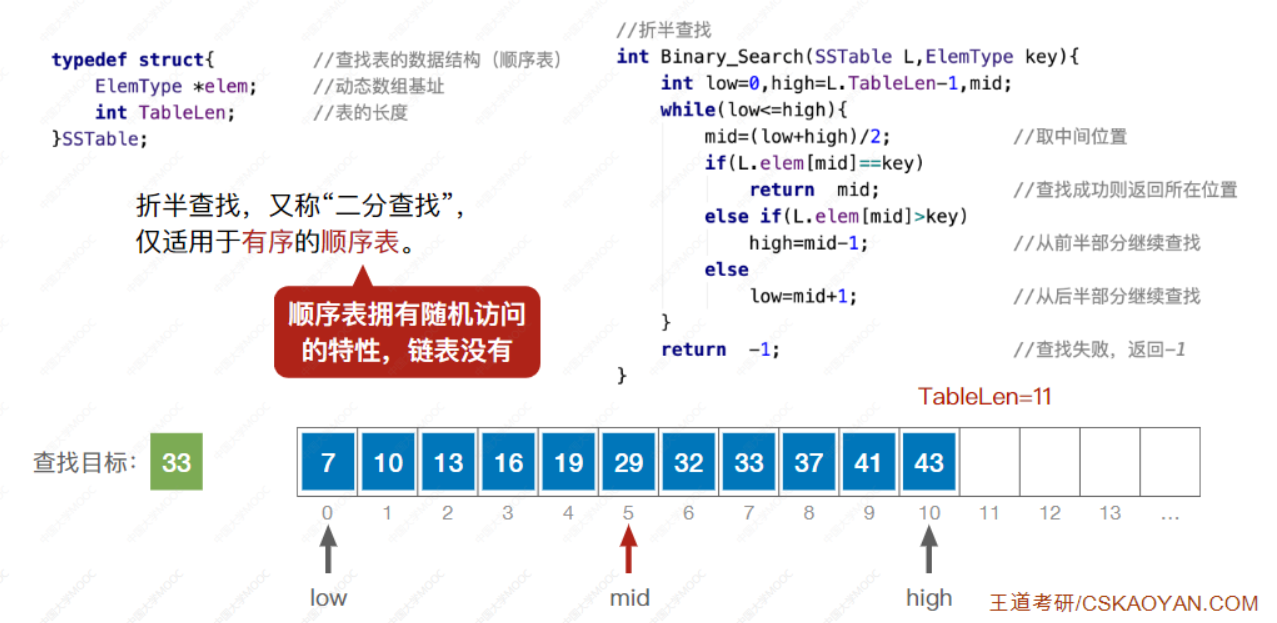 typedef struct{ //查找表的数据结构（顺序表）
ElemType *elem; //动态数组基址
int TableLen; //表的长度
}SSTable;
折半查找，又称“二分查找”，
仅适用于有序的顺序表。
顺序表拥有随机访问
的特性，链表没有
//折半查找
int Binary_Search(SSTable L,ElemType key){
int low=0,high=L.TableLen-1,mid;
while(low<=high){
mid=(low+high)/2; //取中间位置
if(L.elem[mid]==key)
return mid; //查找成功则返回所在位置
else if(L.elem[mid]>key)
high=mid-1; //从前半部分继续查找
else
low=mid+1; //从后半部分继续查找
}
return -1; //查找失败，返回-1
}
TableLen=11
查找目标： 33 7 10 13 16 19 29 32 33 37 41 43
0 1 2 3 4 5 6 7 8 9 10 11 12 13 ...
low mid high
王道考研/CSKAOYAN.COM